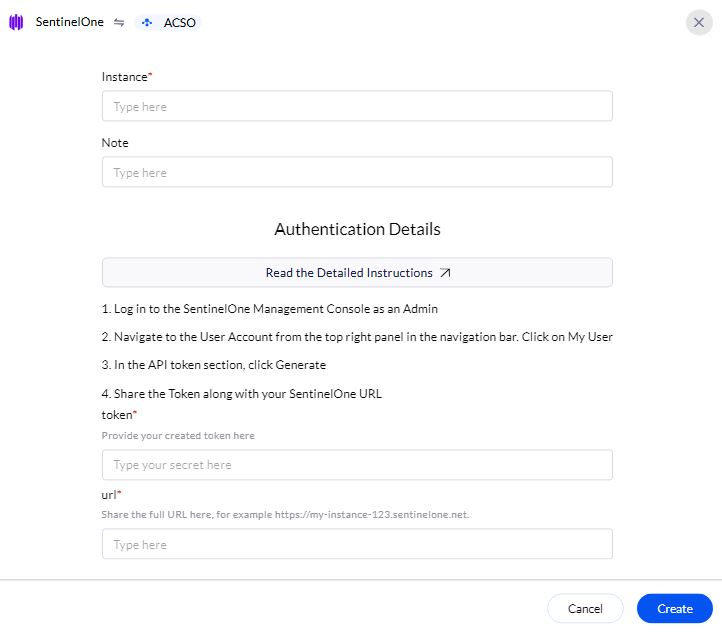 SentinelOne ACSO
Instance*
Type here
Note
Type here
Authentication Details
Read the Detailed Instructions
1. Log in to the SentinelOne Management Console as an Admin
2. Navigate to the User Account from the top right panel in the navigation bar. Click on My User
3. In the API token section, click Generate
4. Share the Token along with your SentinelOne URL
token*
Provide your created token here
Type your secret here
url*
Share the full URL here, for example https://my-instance-123.sentinelone.net.
Type here
Cancel Create